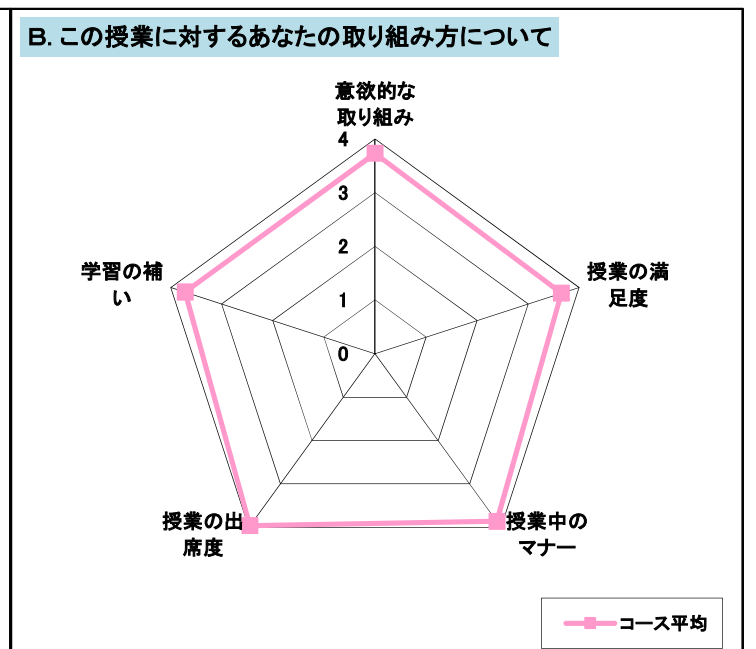 B. この授業に対するあなたの取り組み方について
意欲的な
取り組み
4
3
2
1
0
学習の補
い
授業の満
足度
授業の出
席度
授業中の
マナー
コース平均